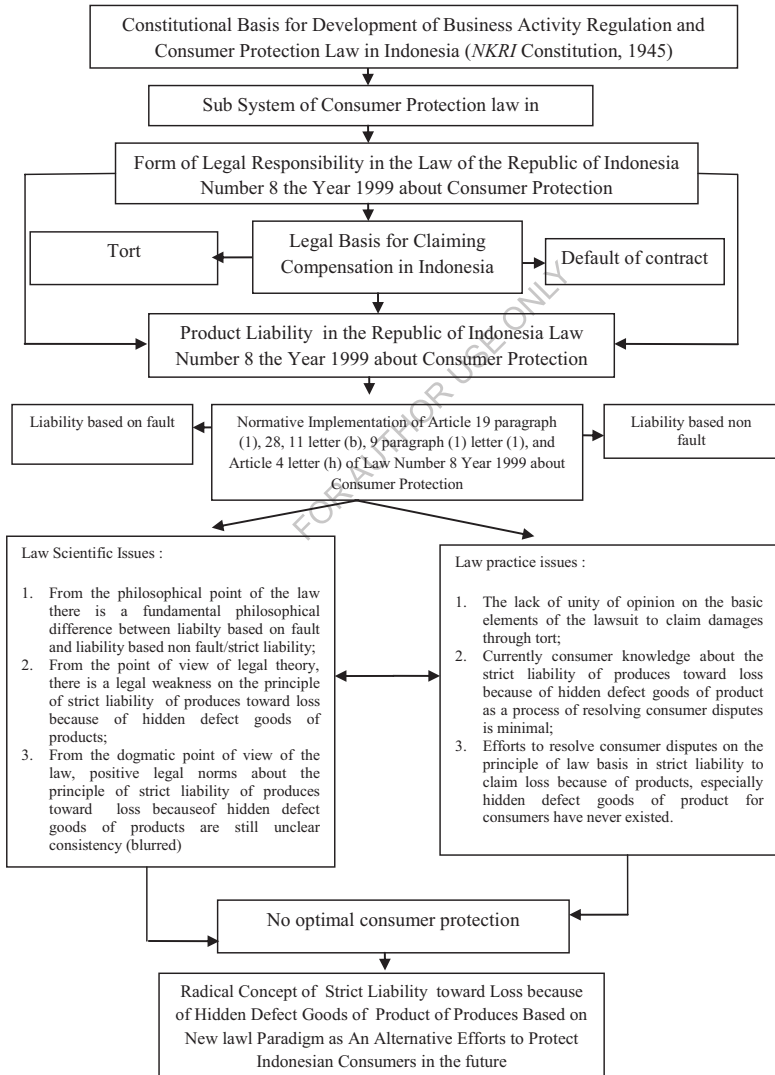 Constitutional Basis for Development of Business Activity Regulation and
Consumer Protection Law in Indonesia (NKRI Constitution, 1945)
Sub System of Consumer Protection law in
Form of Legal Responsibility in the Law of the Republic of Indonesia
Number 8 the Year 1999 about Consumer Protection
Tort
Legal Basis for Claiming
Compensation in Indonesia
Default of contract
Product Liability in the Republic of Indonesia Law
Number 8 the Year 1999 about Consumer Protection
Liability based on fault
Normative Implementation of Article 19 paragraph
(1), 28, 11 letter (b), 9 paragraph (1) letter (1), and
Article 4 letter (h) of Law Number 8 Year 1999 about
Consumer Protection
Liability based non
fault
FOR AUTHOR USE ONLY
Law Scientific Issues :
1. From the philosophical point of the law
there is a fundamental philosophical
difference between liabilty based on fault
and liability based non fault/strict liability;
2. From the point of view of legal theory,
there is a legal weakness on the principle
of strict liability of produces toward loss
because of hidden defect goods of
products;
3. From the dogmatic point of view of the
law, positive legal norms about the
principle of strict liability of produces
toward loss becauseof hidden defect
goods of products are still unclear
consistency (blurred)
Law practice issues :
1. The lack of unity of opinion on the basic
elements of the lawsuit to claim damages
through tort;
2. Currently consumer knowledge about the
strict liability of produces toward loss
because of hidden defect goods of product
as a process of resolving consumer disputes
is minimal;
3. Efforts to resolve consumer disputes on the
principle of law basis in strict liability to
claim loss because of products, especially
hidden defect goods of product for
consumers have never existed.
No optimal consumer protection
Radical Concept of Strict Liability toward Loss because
of Hidden Defect Goods of Product of Produces Based on
New lawl Paradigm as An Alternative Efforts to Protect
Indonesian Consumers in the future